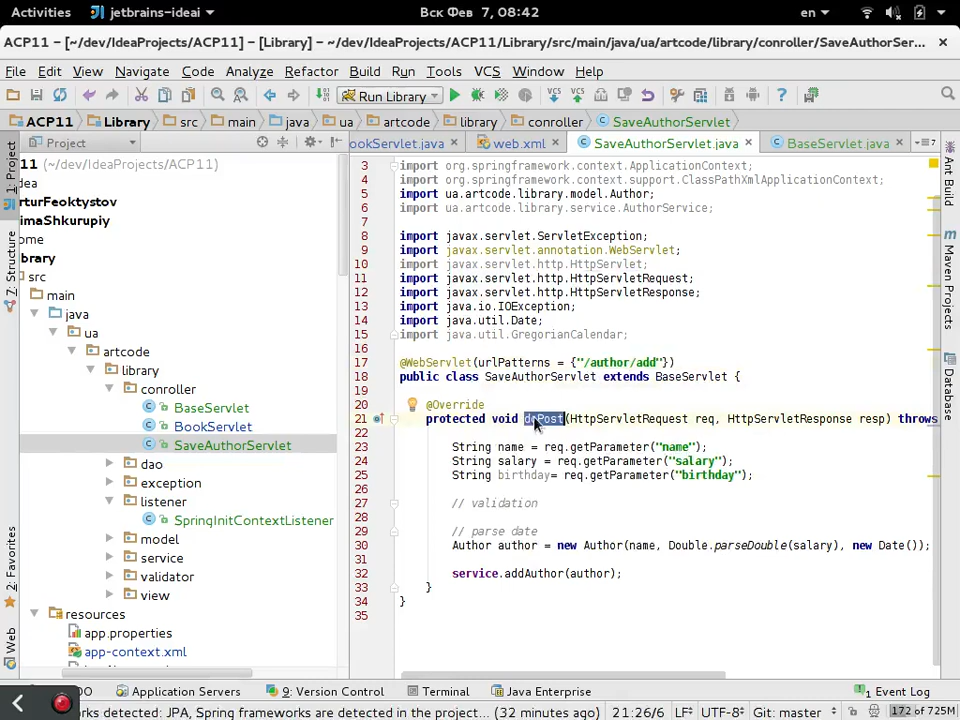 Activities jetbrains-ideai Вск Фев 7, 08:42 en
ACP11 – [~/dev/IdeaProjects/ACP11] – [Library] – ~/dev/IdeaProjects/ACP11/Library/src/main/java/ua/artcode/library/conroller/SaveAuthorSer...
File Edit View Navigate Code Analyze Refactor Build Run Tools VCS Window Help
Run Library
ACP11 Library src main java ua artcode library conroller SaveAuthorServlet
Project ookServlet.java web.xml SaveAuthorServlet.java BaseServlet.java
11 (~/dev/IdeaProjects/ACP11)
dea
rturFeoktystov
imaShkurupiy
ome
brary
src
main
java
ua
artcode
library
conroller
BaseServlet
BookServlet
SaveAuthorServlet
dao
exception
listener
SpringInitContextListener
model
service
validator
view
resources
app.properties
app-context.xml
1: Project
Z: Structure
2: Favorites
Web
3 import org.springframework.context.ApplicationContext;
4 import org.springframework.context.support.ClassPathXmlApplicationContext;
5 import ua.artcode.library.model.Author;
6 import ua.artcode.library.service.AuthorService;
7
8 import javax.servlet.ServletException;
9 import javax.servlet.annotation.WebServlet;
10 import javax.servlet.http.HttpServlet;
11 import javax.servlet.http.HttpServletRequest;
12 import javax.servlet.http.HttpServletResponse;
13 import java.io.IOException;
14 import java.util.Date;
15 import java.util.GregorianCalendar;
16
17 @WebServlet(urlPatterns = {"/author/add"})
18 public class SaveAuthorServlet extends BaseServlet {
19
20 @Override
21 protected void doPost(HttpServletRequest req, HttpServletResponse resp) throws
22
23 String name = req.getParameter("name");
24 String salary = req.getParameter("salary");
25 String birthday= req.getParameter("birthday");
26
27 // validation
28
29 // parse date
30 Author author = new Author(name, Double.parseDouble(salary), new Date());
31
32 service.addAuthor(author);
33 }
34 }
35
Ant Build
Maven Projects
Database
DO Application Servers 9: Version Control Terminal Java Enterprise 1 Event Log
rks detected: JPA, Spring frameworks are detected in the project... (32 minutes ago) 21:26/6 LF UTF-8 Git: master 172 of 725M